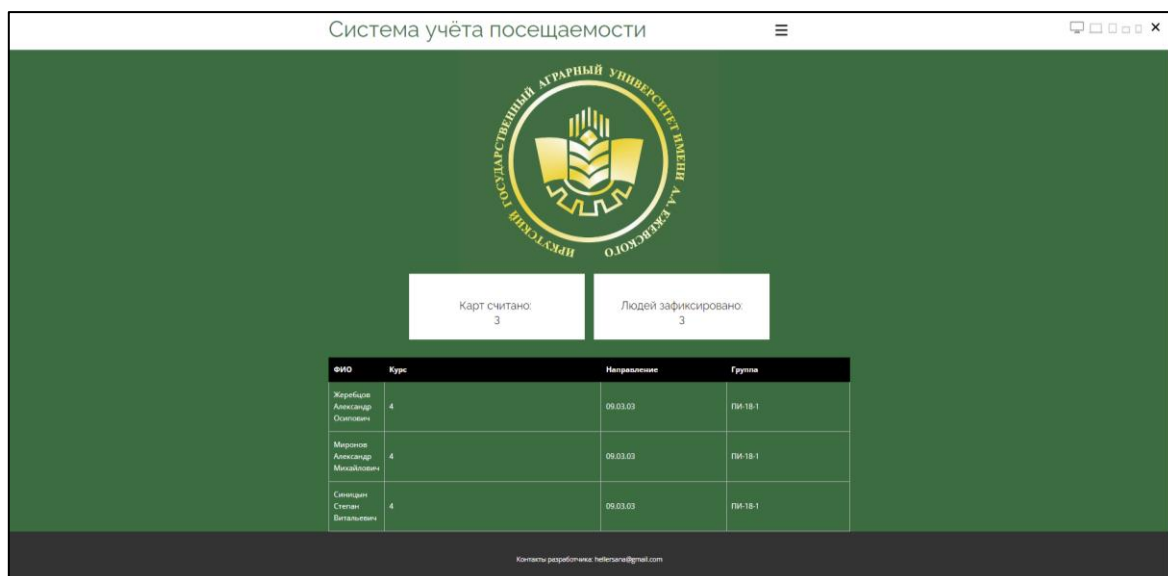 Система учёта посещаемости
ИРКУТСКИЙ ГОСУДАРСТВЕННЫЙ АГРАРНЫЙ УНИВЕРСИТЕТ ИМЕНИ А.А. ЕЖЕВСКОГО
Карт считано:
3
Людей зафиксировано:
3
ФИО Курс Направление Группа
Жеребцов
Александр 4 09.03.03 ПИ-18-1
Осипович
Миронов
Александр 4 09.03.03 ПИ-18-1
Михайлович
Синицын
Степан 4 09.03.03 ПИ-18-1
Витальевич
Контакты разработчика: hellersana@gmail.com